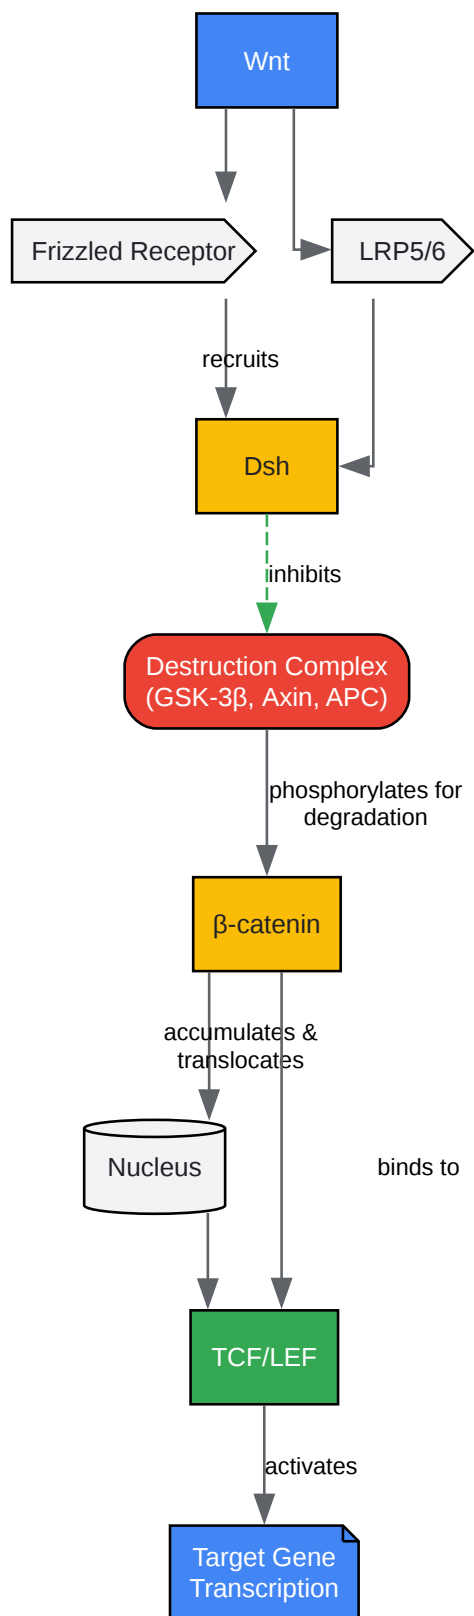 Wnt
Frizzled Receptor
LRP5/6
recruits
Dsh
inhibits
Destruction Complex
(GSK-3β, Axin, APC)
phosphorylates for
degradation
β-catenin
accumulates &
translocates
Nucleus
binds to
TCF/LEF
activates
Target Gene
Transcription